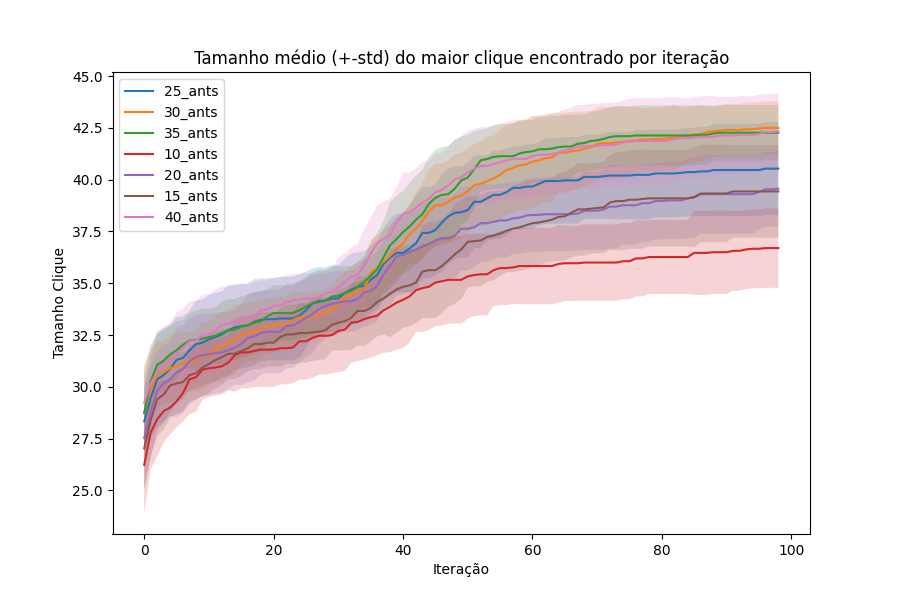 Tamanho médio (+-std) do maior clique encontrado por iteração
45.0
42.5
40.0
37.5
35.0
32.5
30.0
27.5
25.0
Tamanho Clique
25_ants
30_ants
35_ants
10_ants
20_ants
15_ants
40_ants
0
20
40
60
80
100
Iteração